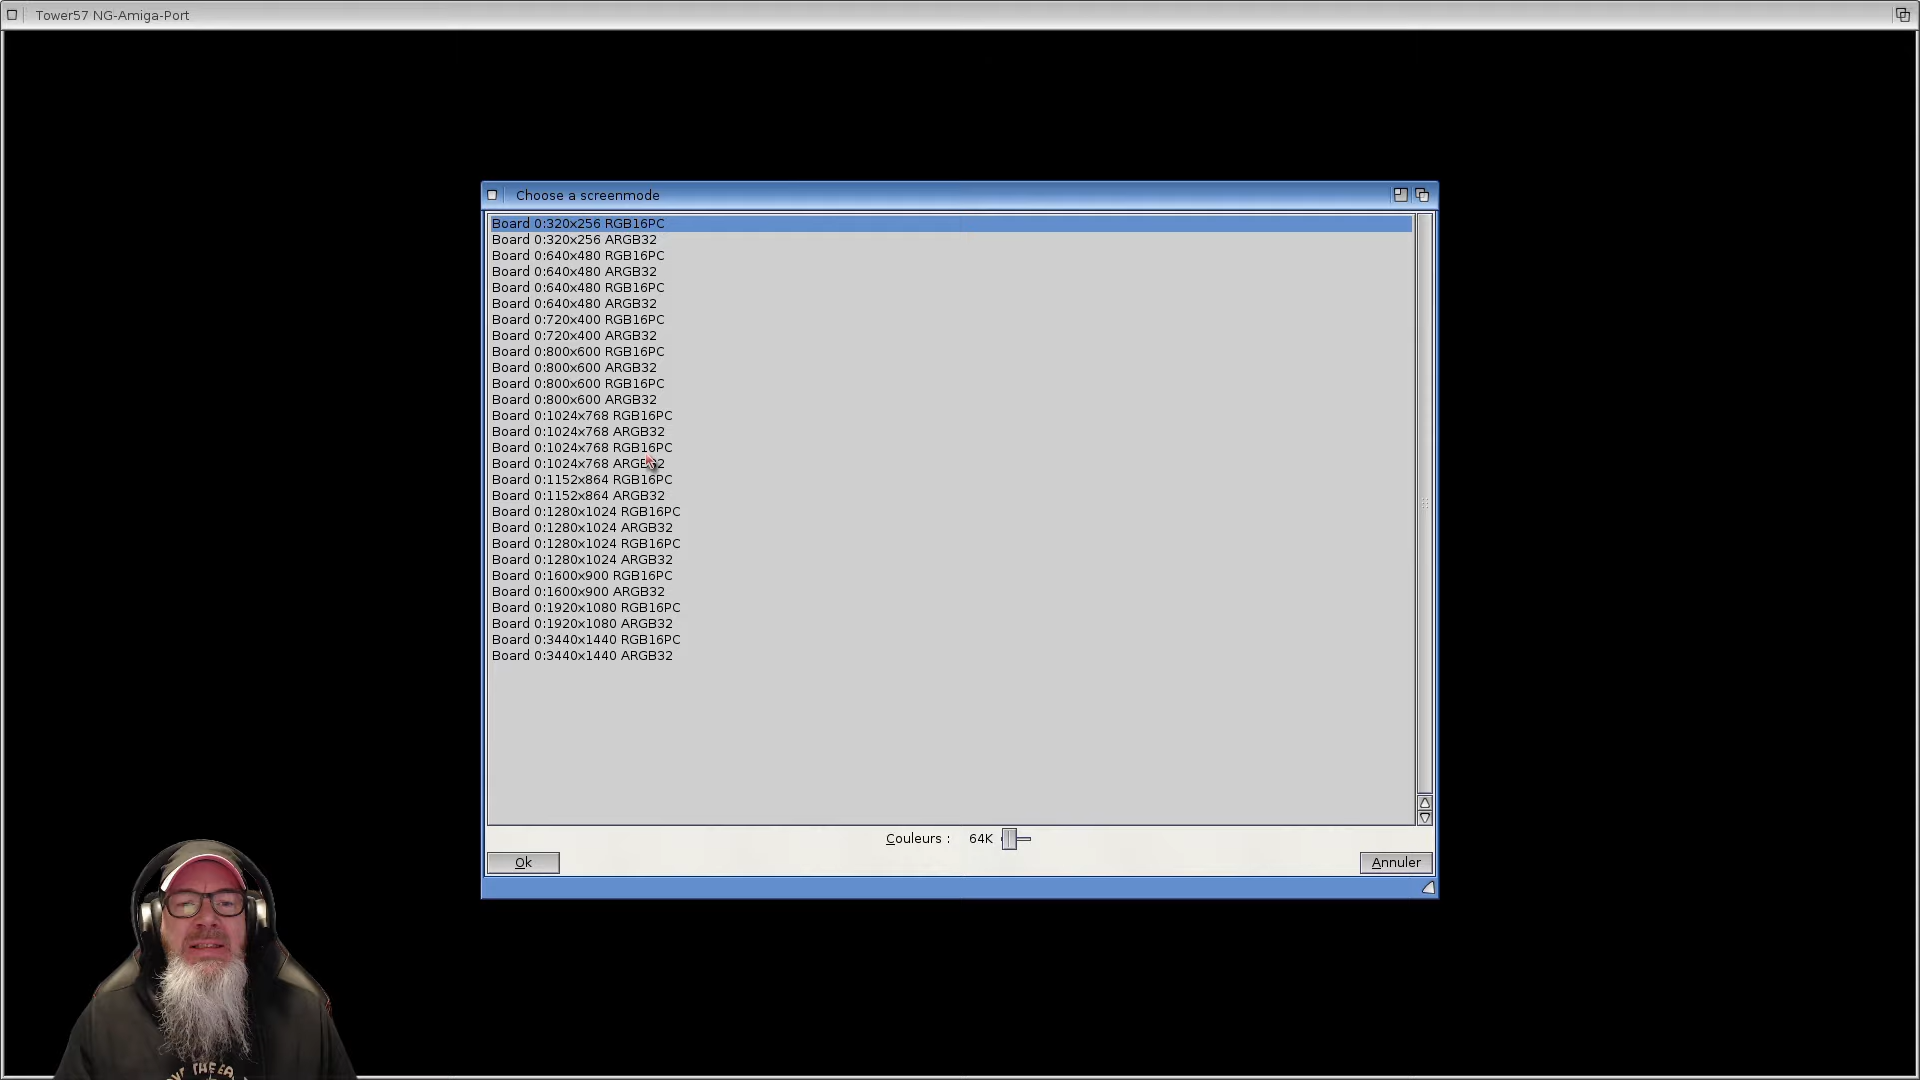 Tower57 NG-Amiga-Port
Choose a screenmode
Board 0:320x256 RGB16PC
Board 0:320x256 ARGB32
Board 0:640x480 RGB16PC
Board 0:640x480 ARGB32
Board 0:640x480 RGB16PC
Board 0:640x480 ARGB32
Board 0:720x400 RGB16PC
Board 0:720x400 ARGB32
Board 0:800x600 RGB16PC
Board 0:800x600 ARGB32
Board 0:800x600 RGB16PC
Board 0:800x600 ARGB32
Board 0:1024x768 RGB16PC
Board 0:1024x768 ARGB32
Board 0:1024x768 RGB16PC
Board 0:1024x768 ARGB32
Board 0:1152x864 RGB16PC
Board 0:1152x864 ARGB32
Board 0:1280x1024 RGB16PC
Board 0:1280x1024 ARGB32
Board 0:1280x1024 RGB16PC
Board 0:1280x1024 ARGB32
Board 0:1600x900 RGB16PC
Board 0:1600x900 ARGB32
Board 0:1920x1080 RGB16PC
Board 0:1920x1080 ARGB32
Board 0:3440x1440 RGB16PC
Board 0:3440x1440 ARGB32
Couleurs : 64K
Ok
Annuler